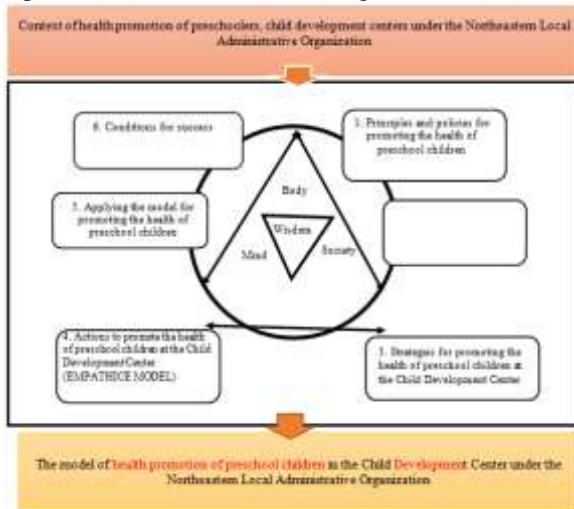 Context of health promotion of preschoolers, child development centers under the Northeastern Local
Administrative Organization
6. Conditions for success
1. Principles and policies for
promoting the health of
preschool children
Body
5. Applying the model for
promoting the health of
preschool children
Wisdom
Mind
Society
4. Actions to promote the health
of preschool children at the Child
Development Center
(EMPATHICE MODEL)
3. Strategies for promoting the
health of preschool children at
the Child Development Center
The model of health promotion of preschool children in the Child Development Center under the
Northeastern Local Administrative Organization